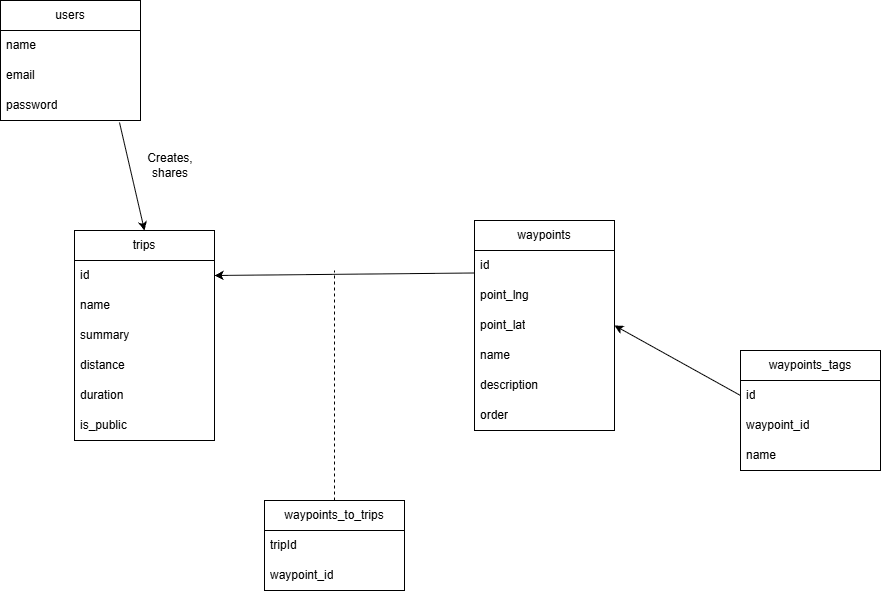 users
name
email
password
Creates,
shares
trips
id
name
summary
distance
duration
is_public
waypoints
id
point_lng
point_lat
name
description
order
waypoints_tags
id
waypoint_id
name
waypoints_to_trips
tripId
waypoint_id